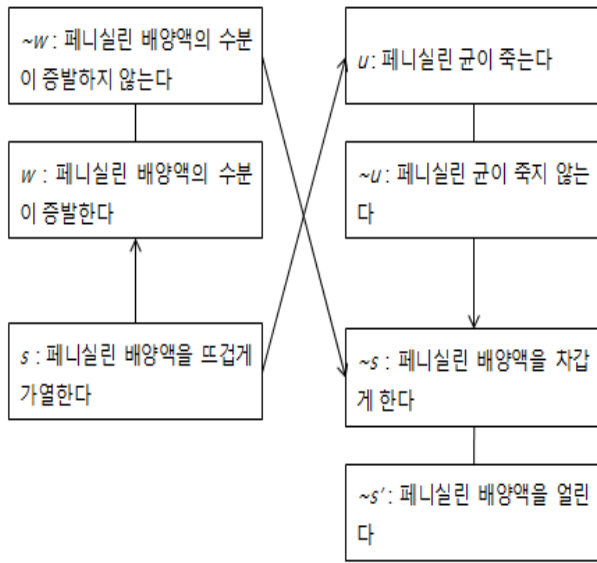 ~w : 페니실린 배양액의 수분
이 증발하지 않는다
u : 페니실린 균이 죽는다
w : 페니실린 배양액의 수분
이 증발한다
~u : 페니실린 균이 죽지 않는
다
s : 페니실린 배양액을 뜨겁게
가열한다
~s : 페니실린 배양액을 차갑
게 한다
~s' : 페니실린 배양액을 얼린
다